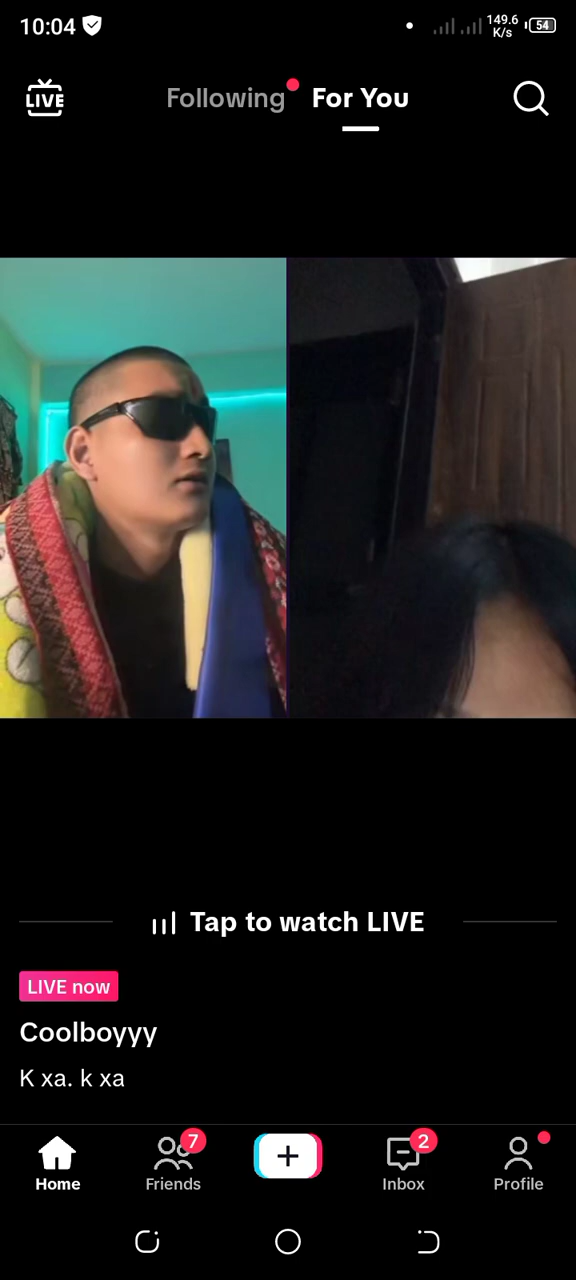 10:04
149.6
K/s
54
LIVE
Following
For You
Tap to watch LIVE
LIVE now
Coolboyyy
K xa. k xa
7
2
Home
Friends
Inbox
Profile